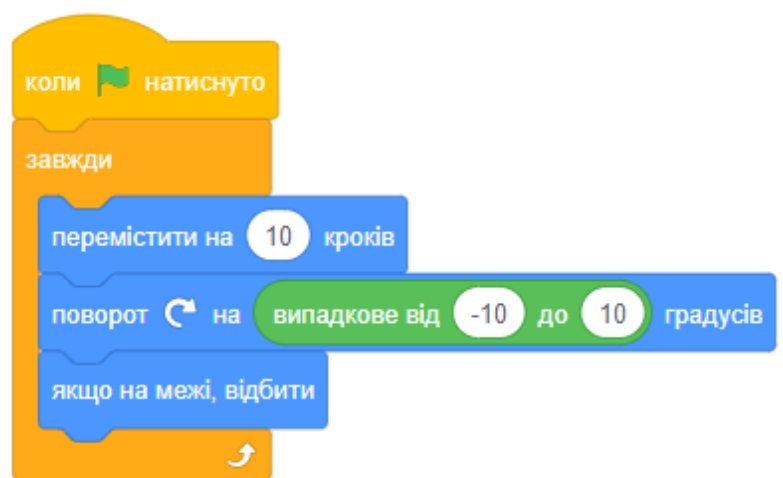 коли натиснуто
завжди
перемістити на 10 кроків
поворот на випадкове від -10 до 10 градусів
якщо на межі, відбити